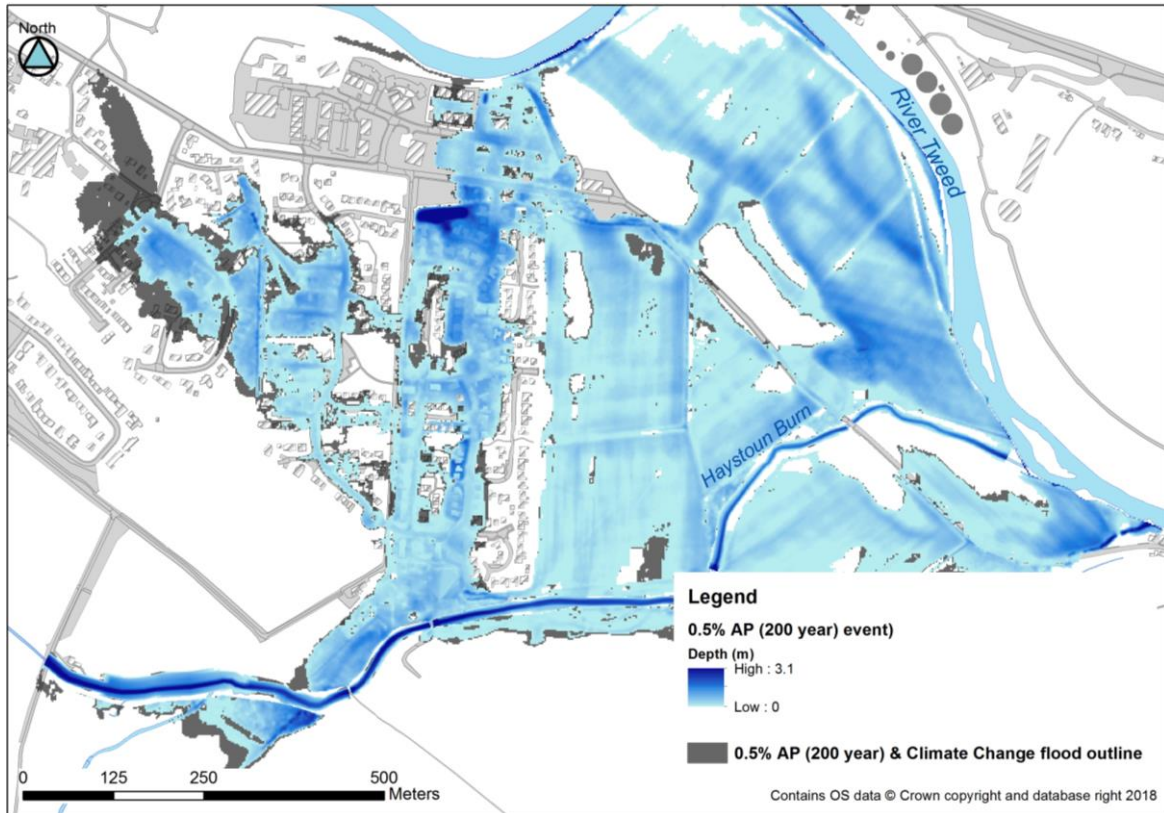 North
River Tweed
Haystoun Burn
Legend
0.5% AP (200 year) event)
Depth (m)
High : 3.1
Low : 0
0.5% AP (200 year) & Climate Change flood outline
0 125 250 500
Meters
Contains OS data © Crown copyright and database right 2018